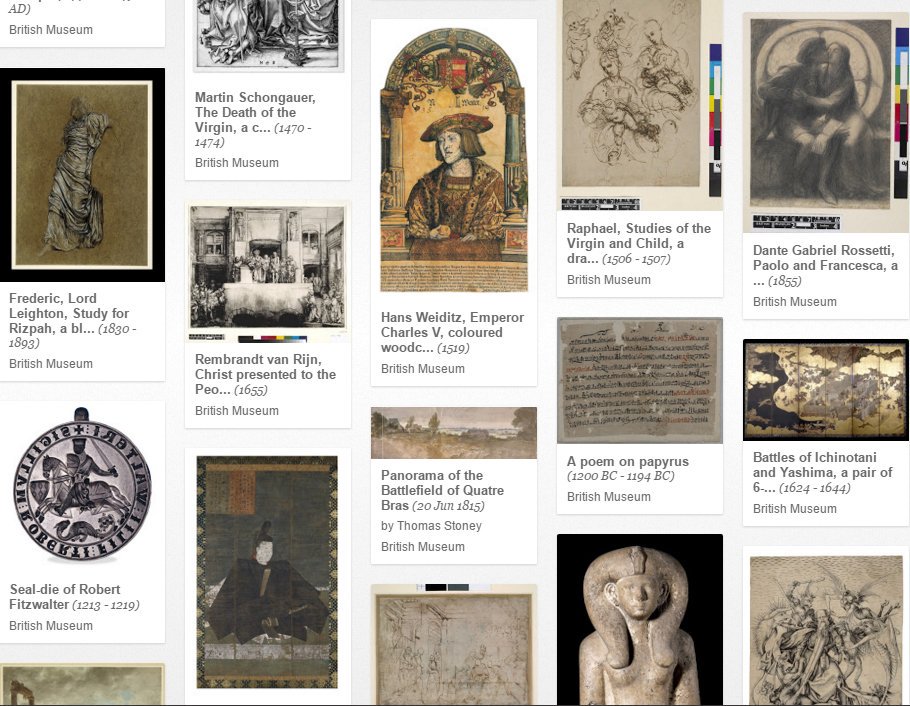 AD)
British Museum
Frederic, Lord
Leighton, Study for
Rizpah, a bl... (1830 -
1893)
British Museum
Seal-die of Robert
Fitzwalter (1213 - 1219)
British Museum
Martin Schongauer,
The Death of the
Virgin, a c... (1470 -
1474)
British Museum
Rembrandt van Rijn,
Christ presented to the
Peo... (1655)
British Museum
Hans Weiditz, Emperor
Charles V, coloured
woodc... (1519)
British Museum
Panorama of the
Battlefield of Quatre
Bras (20 Jun 1815)
by Thomas Stoney
British Museum
Raphael, Studies of the
Virgin and Child, a
dra... (1506 - 1507)
British Museum
A poem on papyrus
(1200 BC - 1194 BC)
British Museum
Dante Gabriel Rossetti,
Paolo and Francesca, a
... (1855)
British Museum
Battles of Ichinotani
and Yashima, a pair of
6-... (1624 - 1644)
British Museum